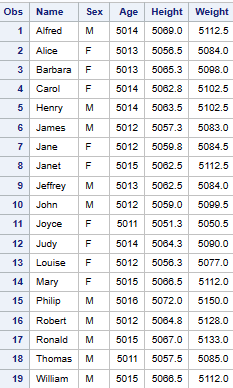 Obs Name Sex Age Height Weight
1 Alfred M 5014 5069.0 5112.5
2 Alice F 5013 5056.5 5084.0
3 Barbara F 5013 5065.3 5098.0
4 Carol F 5014 5062.8 5102.5
5 Henry M 5014 5063.5 5102.5
6 James M 5012 5057.3 5083.0
7 Jane F 5012 5059.8 5084.5
8 Janet F 5015 5062.5 5112.5
9 Jeffrey M 5013 5062.5 5084.0
10 John M 5012 5059.0 5099.5
11 Joyce F 5011 5051.3 5050.5
12 Judy F 5014 5064.3 5090.0
13 Louise F 5012 5056.3 5077.0
14 Mary F 5015 5066.5 5112.0
15 Philip M 5016 5072.0 5150.0
16 Robert M 5012 5064.8 5128.0
17 Ronald M 5015 5067.0 5133.0
18 Thomas M 5011 5057.5 5085.0
19 William M 5015 5066.5 5112.0